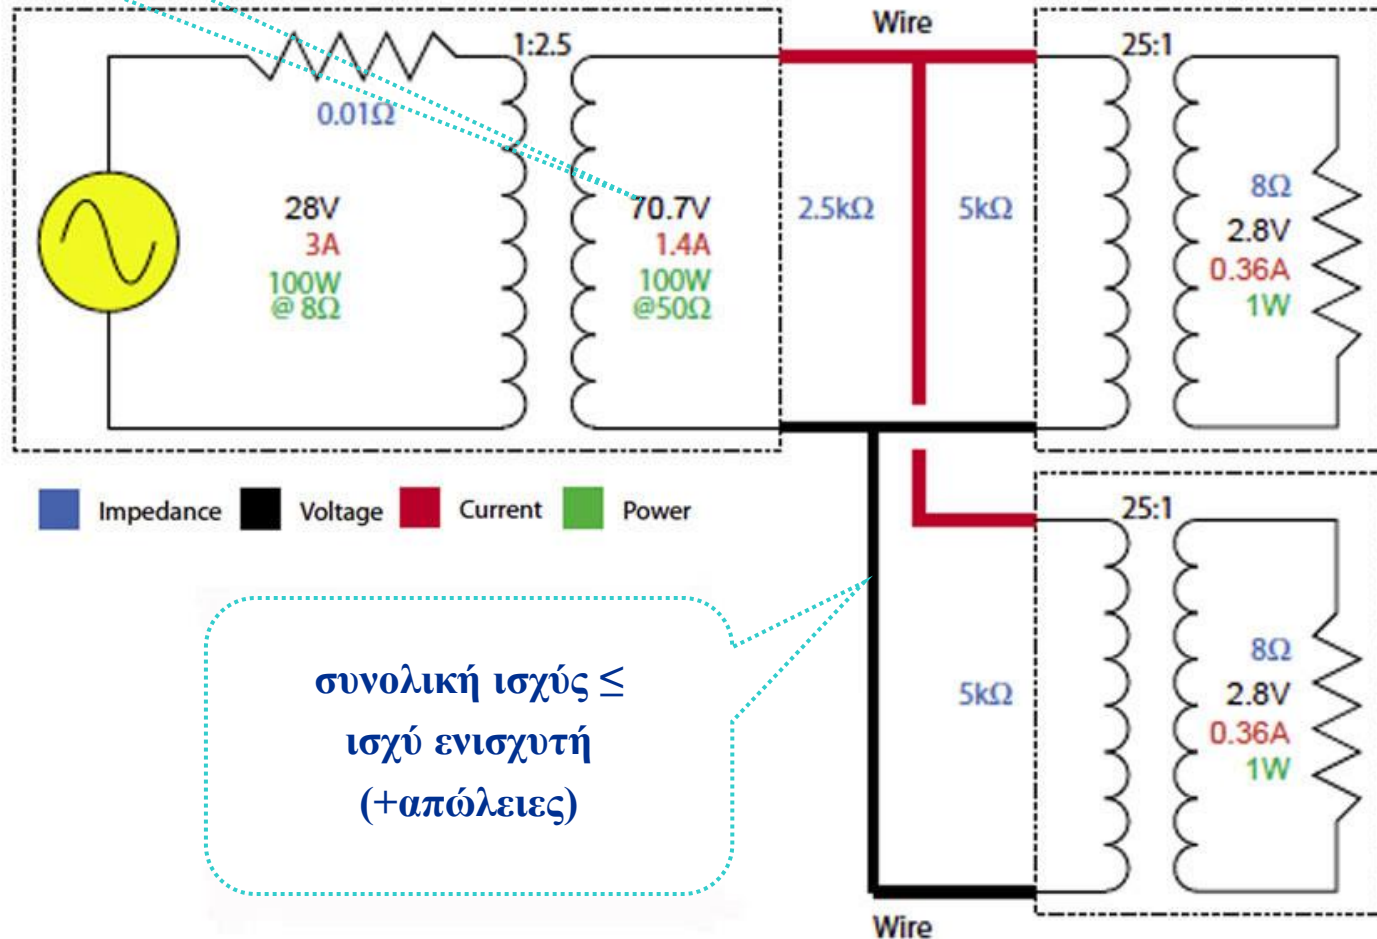 Wire
1:2.5
25:1
0.01Ω
28V
3A
100W
@ 8Ω
70.7V
1.4A
100W
@50Ω
2.5kΩ
5kΩ
8Ω
2.8V
0.36A
1W
Impedance
Voltage
Current
Power
25:1
συνολική ισχύς ≤
ισχύ ενισχυτή
(+απώλειες)
5kΩ
8Ω
2.8V
0.36A
1W
Wire